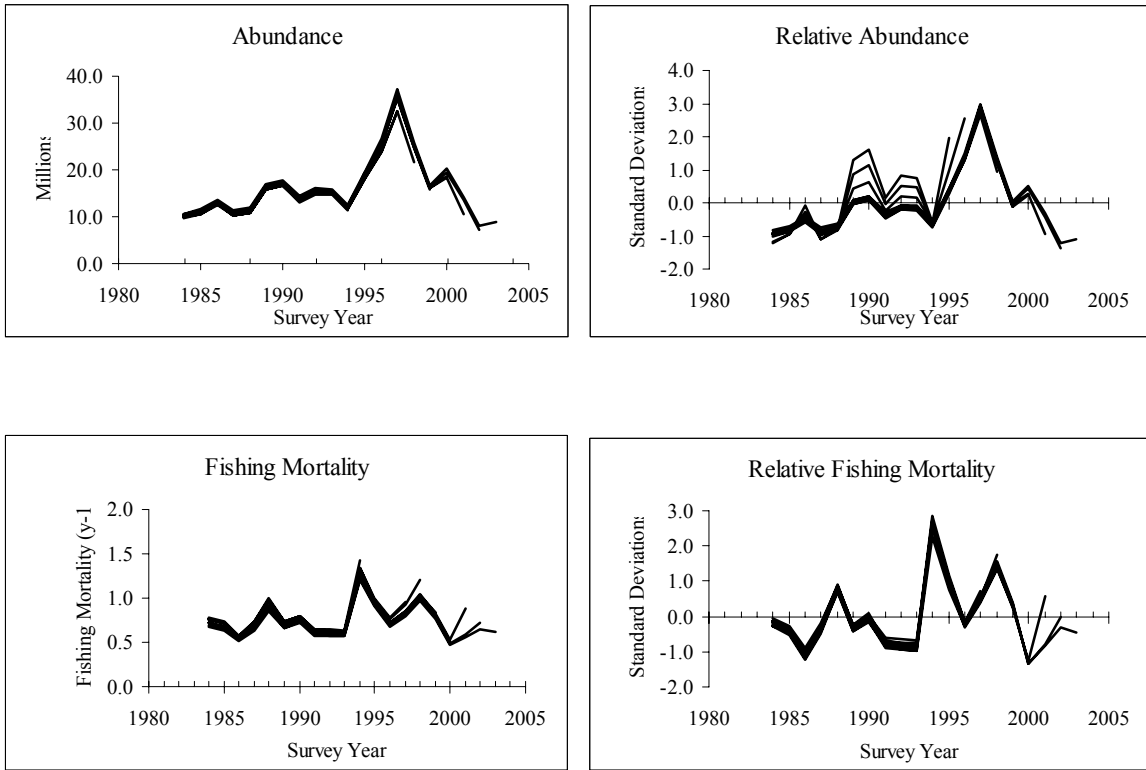 Abundance
40.0
30.0
20.0
10.0
0.0
Millions
1980 1985 1990 1995 2000 2005
Survey Year
Relative Abundance
4.0
3.0
2.0
1.0
0.0
-1.0
-2.0
Standard Deviations
1980 1985 1990 1995 2000 2005
Survey Year
Fishing Mortality
2.0
1.5
1.0
0.5
0.0
Fishing Mortality (y-1
1980 1985 1990 1995 2000 2005
Survey Year
Relative Fishing Mortality
3.0
2.0
1.0
0.0
-1.0
-2.0
Standard Deviations
1980 1985 1990 1995 2000 2005
Survey Year